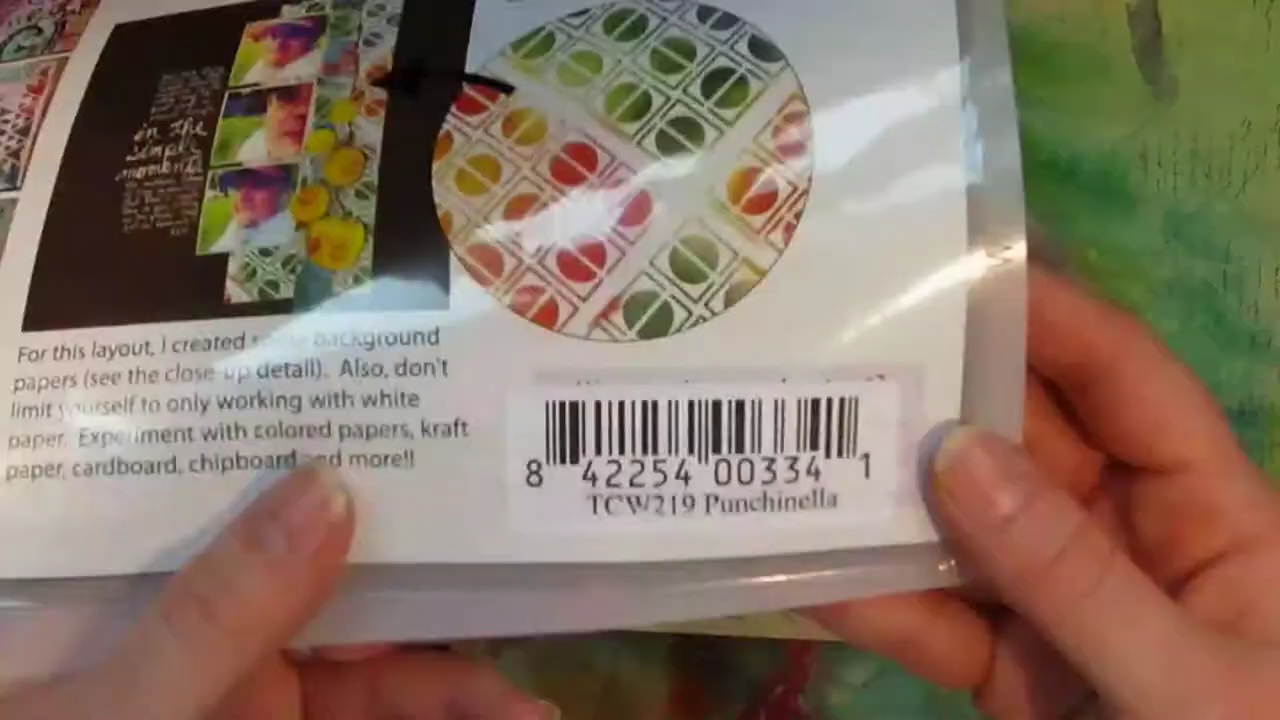 in the
simple
moments
For this layout, I created some background
papers (see the close-up detail). Also, don't
limit yourself to only working with white
paper. Experiment with colored papers, kraft
paper, cardboard, chipboard and more!!
8 42254 00334 1
TCW219 Punchinella